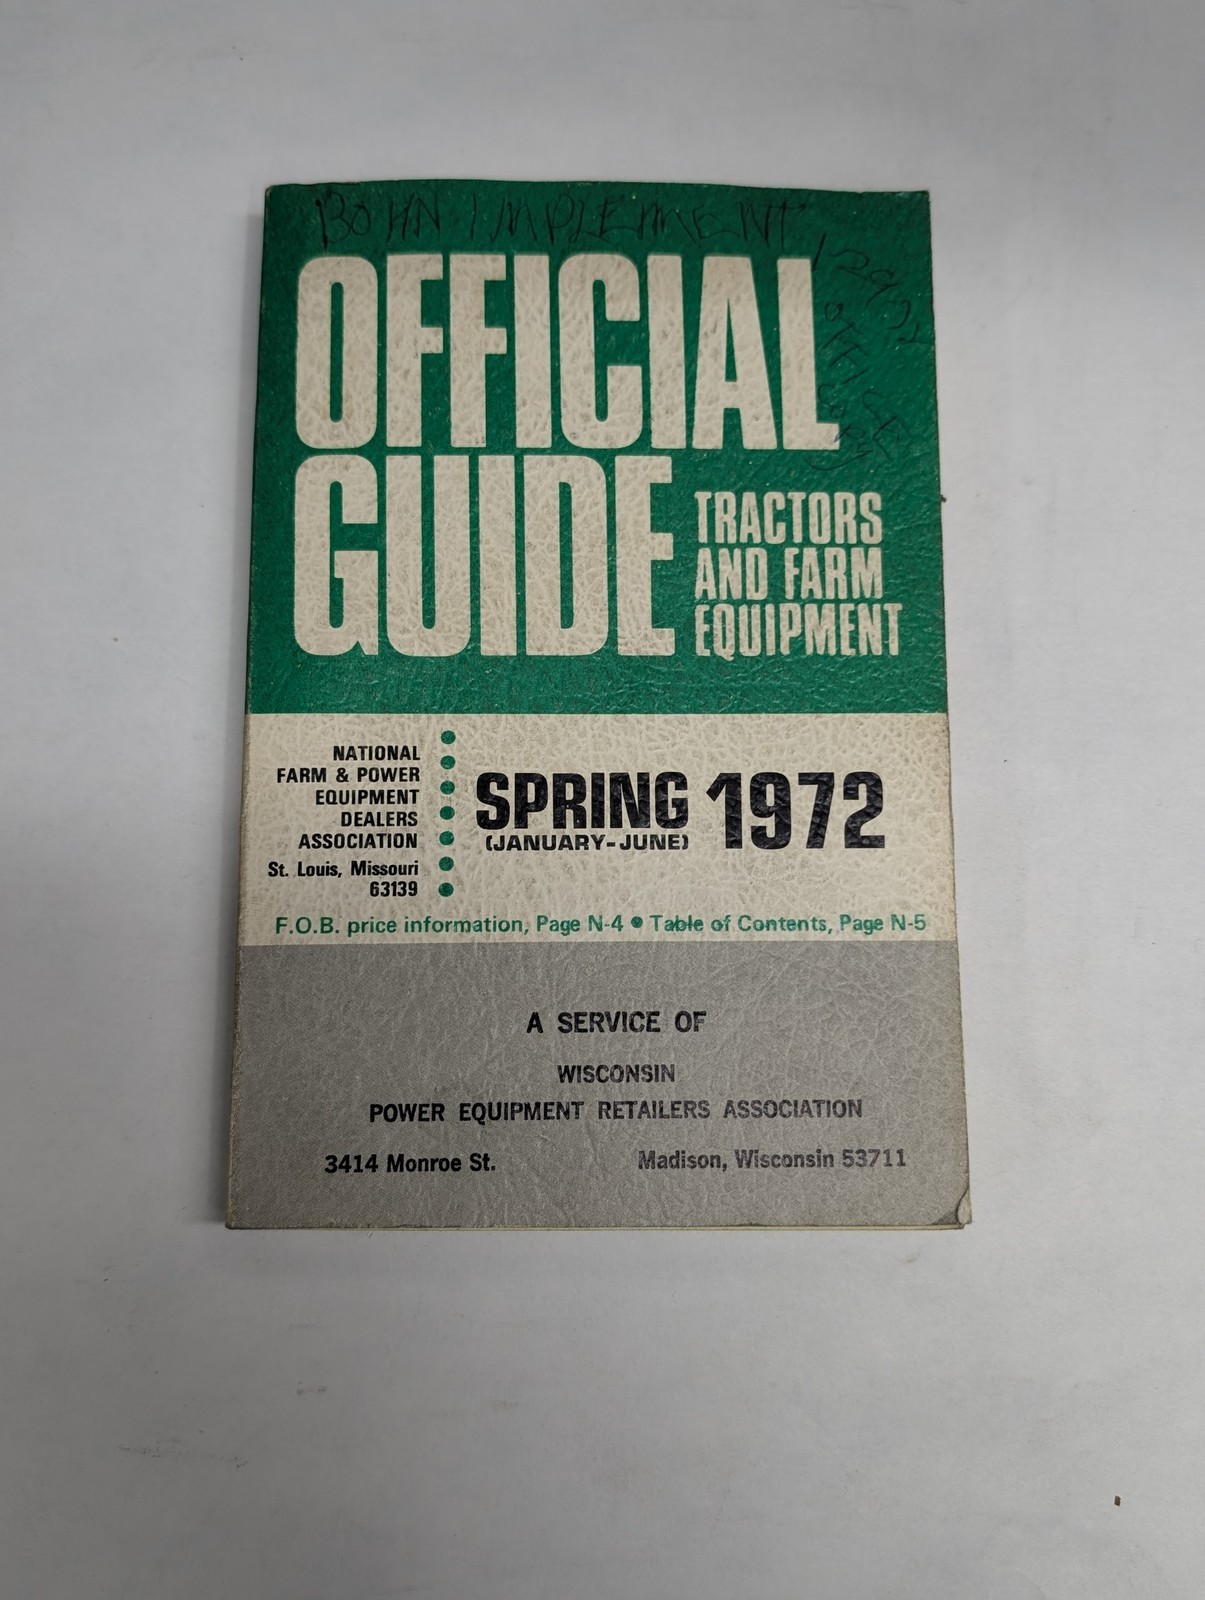 BOHN IMPLEMENT
OFFICE
COPY
OFFICIAL
GUIDE
TRACTORS
AND FARM
EQUIPMENT
NATIONAL
FARM & POWER
EQUIPMENT
DEALERS
ASSOCIATION
St. Louis, Missouri
63139
SPRING 1972
(JANUARY-JUNE)
F.O.B. price information, Page N-4 • Table of Contents, Page N-5
A SERVICE OF
WISCONSIN
POWER EQUIPMENT RETAILERS ASSOCIATION
3414 Monroe St. Madison, Wisconsin 53711